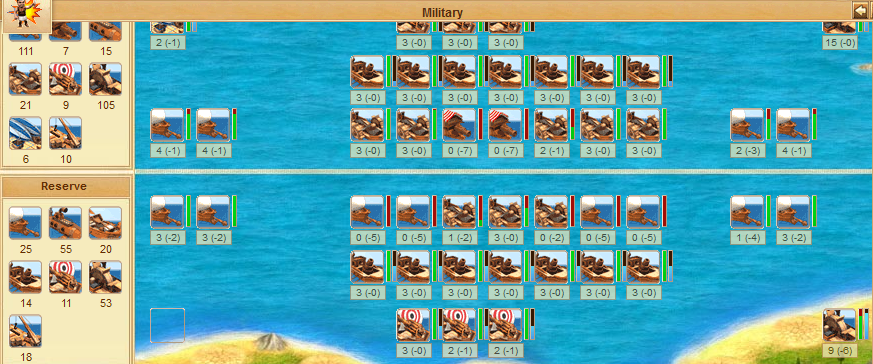 Military
2 (-1) 3 (-0) 3 (-0) 3 (-0) 15 (-0)
111 7 15
3 (-0) 3 (-0) 3 (-0) 3 (-0) 3 (-0) 3 (-0) 3 (-0)
21 9 105
4 (-1) 4 (-1) 3 (-0) 3 (-0) 0 (-7) 0 (-7) 2 (-1) 3 (-0) 3 (-0) 2 (-3) 4 (-1)
6 10
Reserve
3 (-2) 3 (-2) 0 (-5) 0 (-5) 1 (-2) 3 (-0) 0 (-2) 0 (-5) 0 (-5) 1 (-4) 3 (-2)
25 55 20
3 (-0) 3 (-0) 3 (-0) 3 (-0) 3 (-0) 3 (-0) 3 (-0)
14 11 53
3 (-0) 2 (-1) 2 (-1) 9 (-6)
18